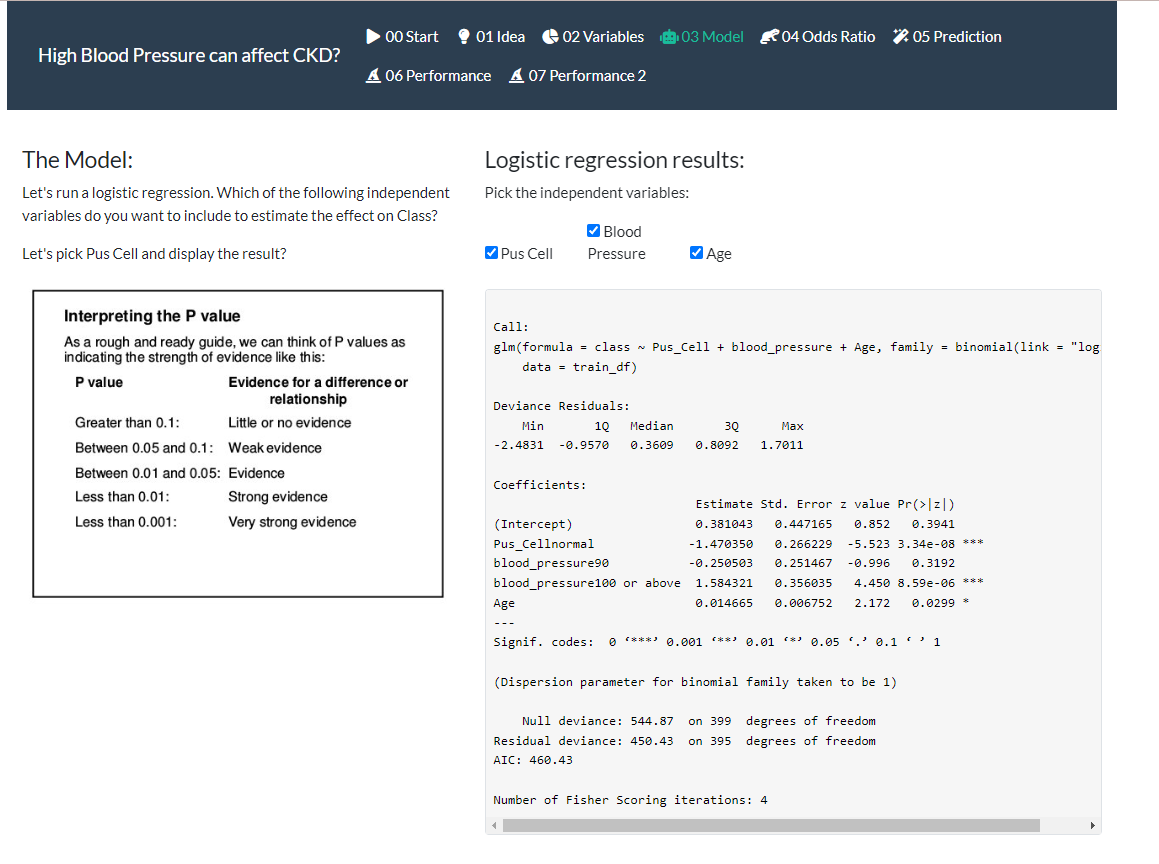 High Blood Pressure can affect CKD?
00 Start 01 Idea 02 Variables 03 Model 04 Odds Ratio 05 Prediction
06 Performance 07 Performance 2
The Model:
Let's run a logistic regression. Which of the following independent
variables do you want to include to estimate the effect on Class?
Let's pick Pus Cell and display the result?
Interpreting the P value
As a rough and ready guide, we can think of P values as
indicating the strength of evidence like this:
P value Evidence for a difference or
relationship
Greater than 0.1: Little or no evidence
Between 0.05 and 0.1: Weak evidence
Between 0.01 and 0.05: Evidence
Less than 0.01: Strong evidence
Less than 0.001: Very strong evidence
Logistic regression results:
Pick the independent variables:
Pus Cell
Blood
Pressure
Age
Call:
glm(formula = class ~ Pus_Cell + blood_pressure + Age, family = binomial(link = "log
    data = train_df)
Deviance Residuals:
    Min       1Q   Median       3Q      Max
-2.4831  -0.9570   0.3609   0.8092   1.7011
Coefficients:
                            Estimate Std. Error z value Pr(>|z|)
(Intercept)                 0.381043   0.447165   0.852   0.3941
Pus_Cellnormal             -1.470350   0.266229  -5.523 3.34e-08 ***
blood_pressure90           -0.250503   0.251467  -0.996   0.3192
blood_pressure100 or above  1.584321   0.356035   4.450 8.59e-06 ***
Age                         0.014665   0.006752   2.172   0.0299 *
---
Signif. codes:  0 ‘***’ 0.001 ‘**’ 0.01 ‘*’ 0.05 ‘.’ 0.1 ‘ ’ 1
(Dispersion parameter for binomial family taken to be 1)
    Null deviance: 544.87  on 399  degrees of freedom
Residual deviance: 450.43  on 395  degrees of freedom
AIC: 460.43
Number of Fisher Scoring iterations: 4